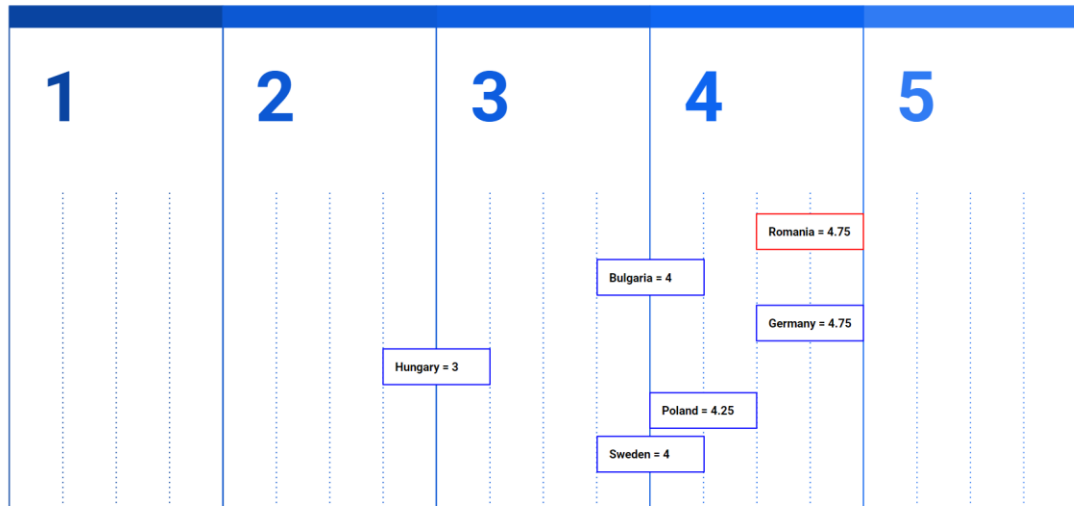 1 2 3 4 5
Romania = 4.75
Bulgaria = 4
Germany = 4.75
Hungary = 3
Poland = 4.25
Sweden = 4